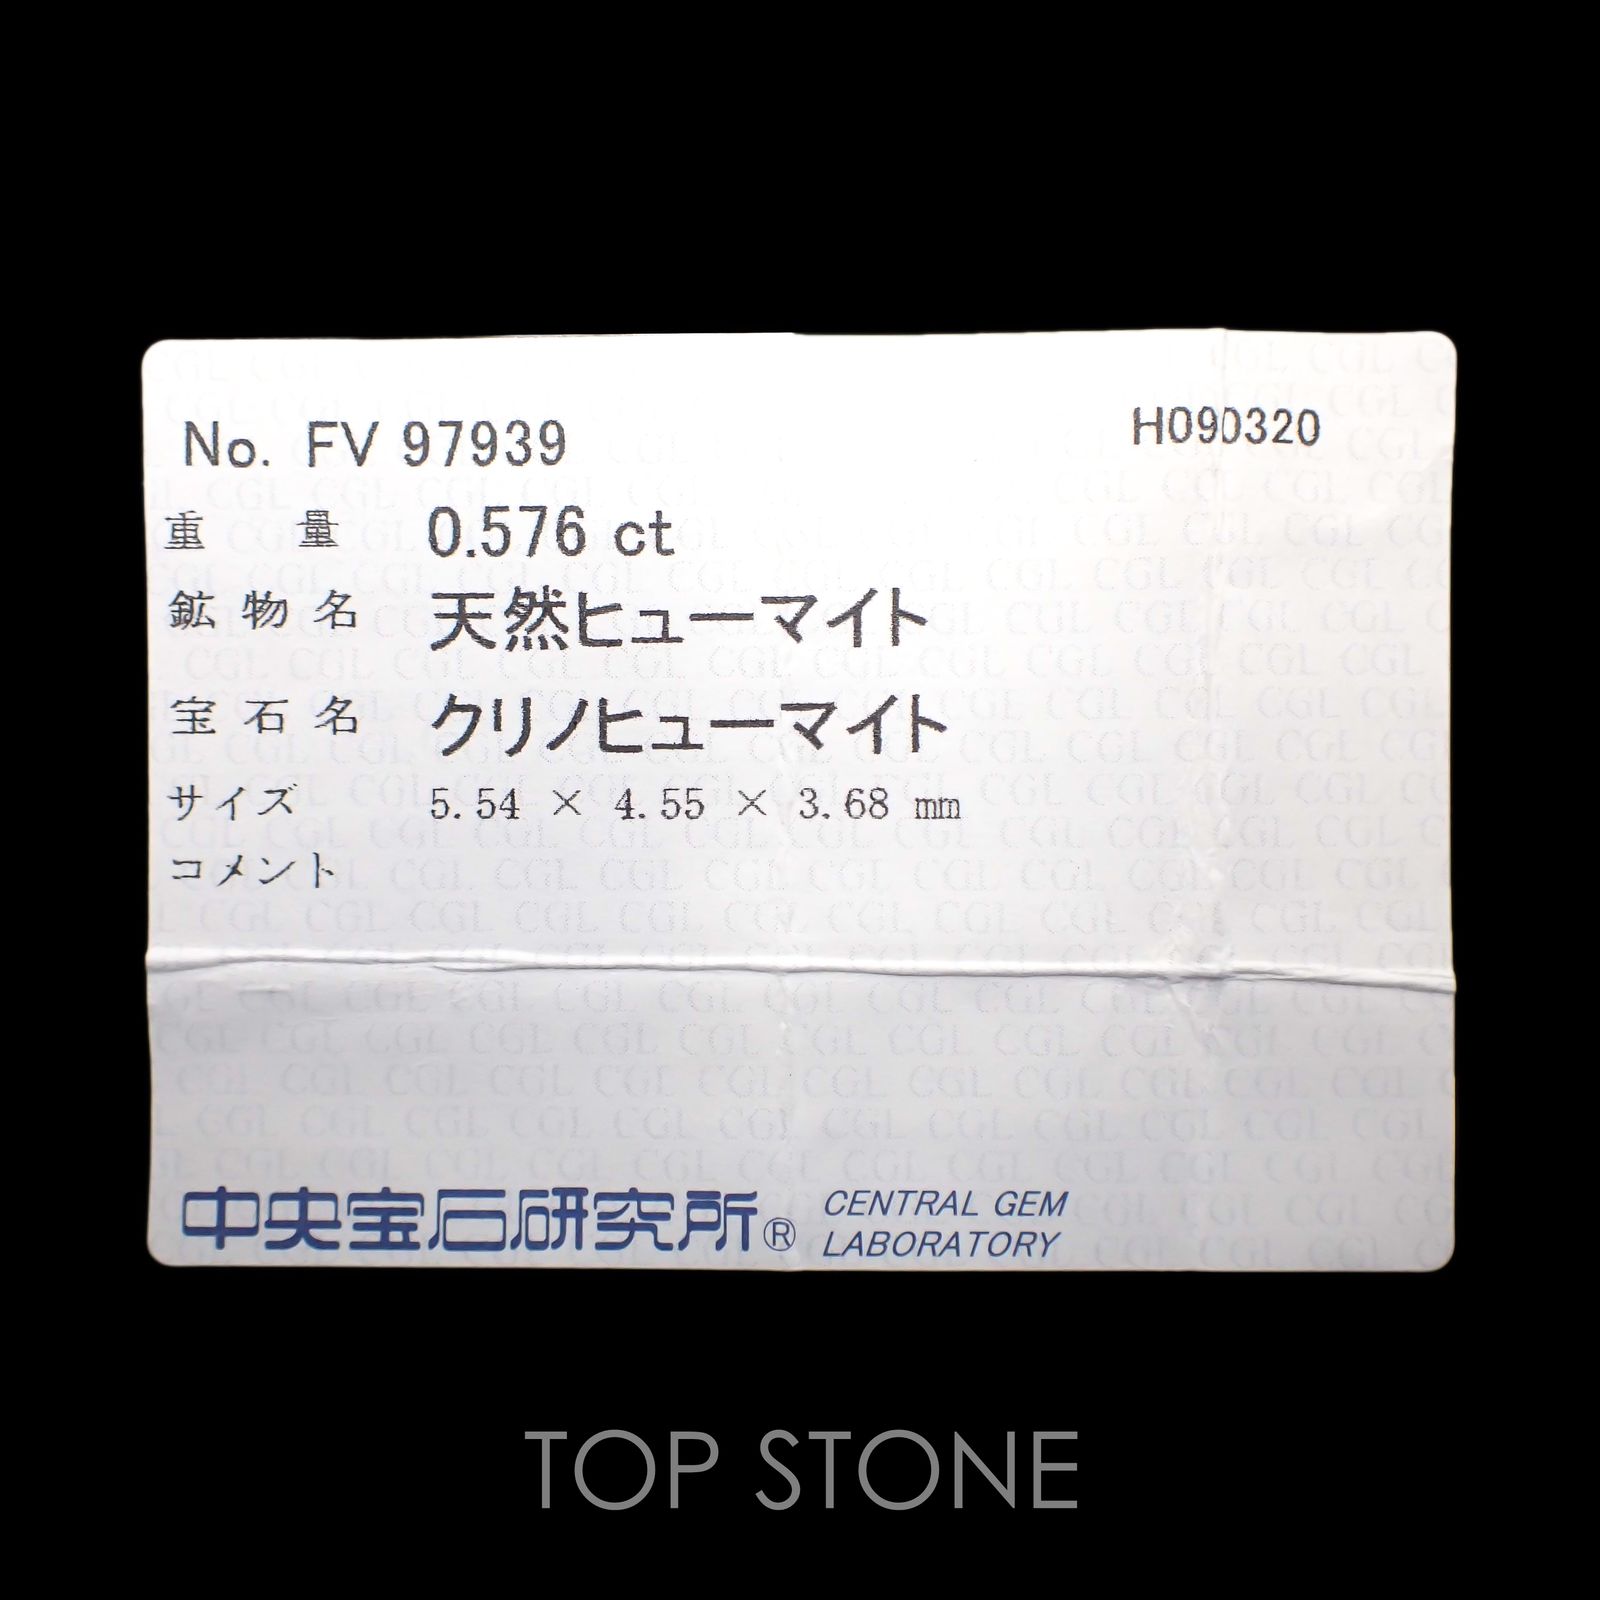 No. FV 97939
H090320
重量 0.576 ct
鉱物名 天然ヒューマイト
宝石名 クリノヒューマイト
サイズ 5.54 × 4.55 × 3.68 mm
コメント
中央宝石研究所® CENTRAL GEM
LABORATORY
TOP STONE